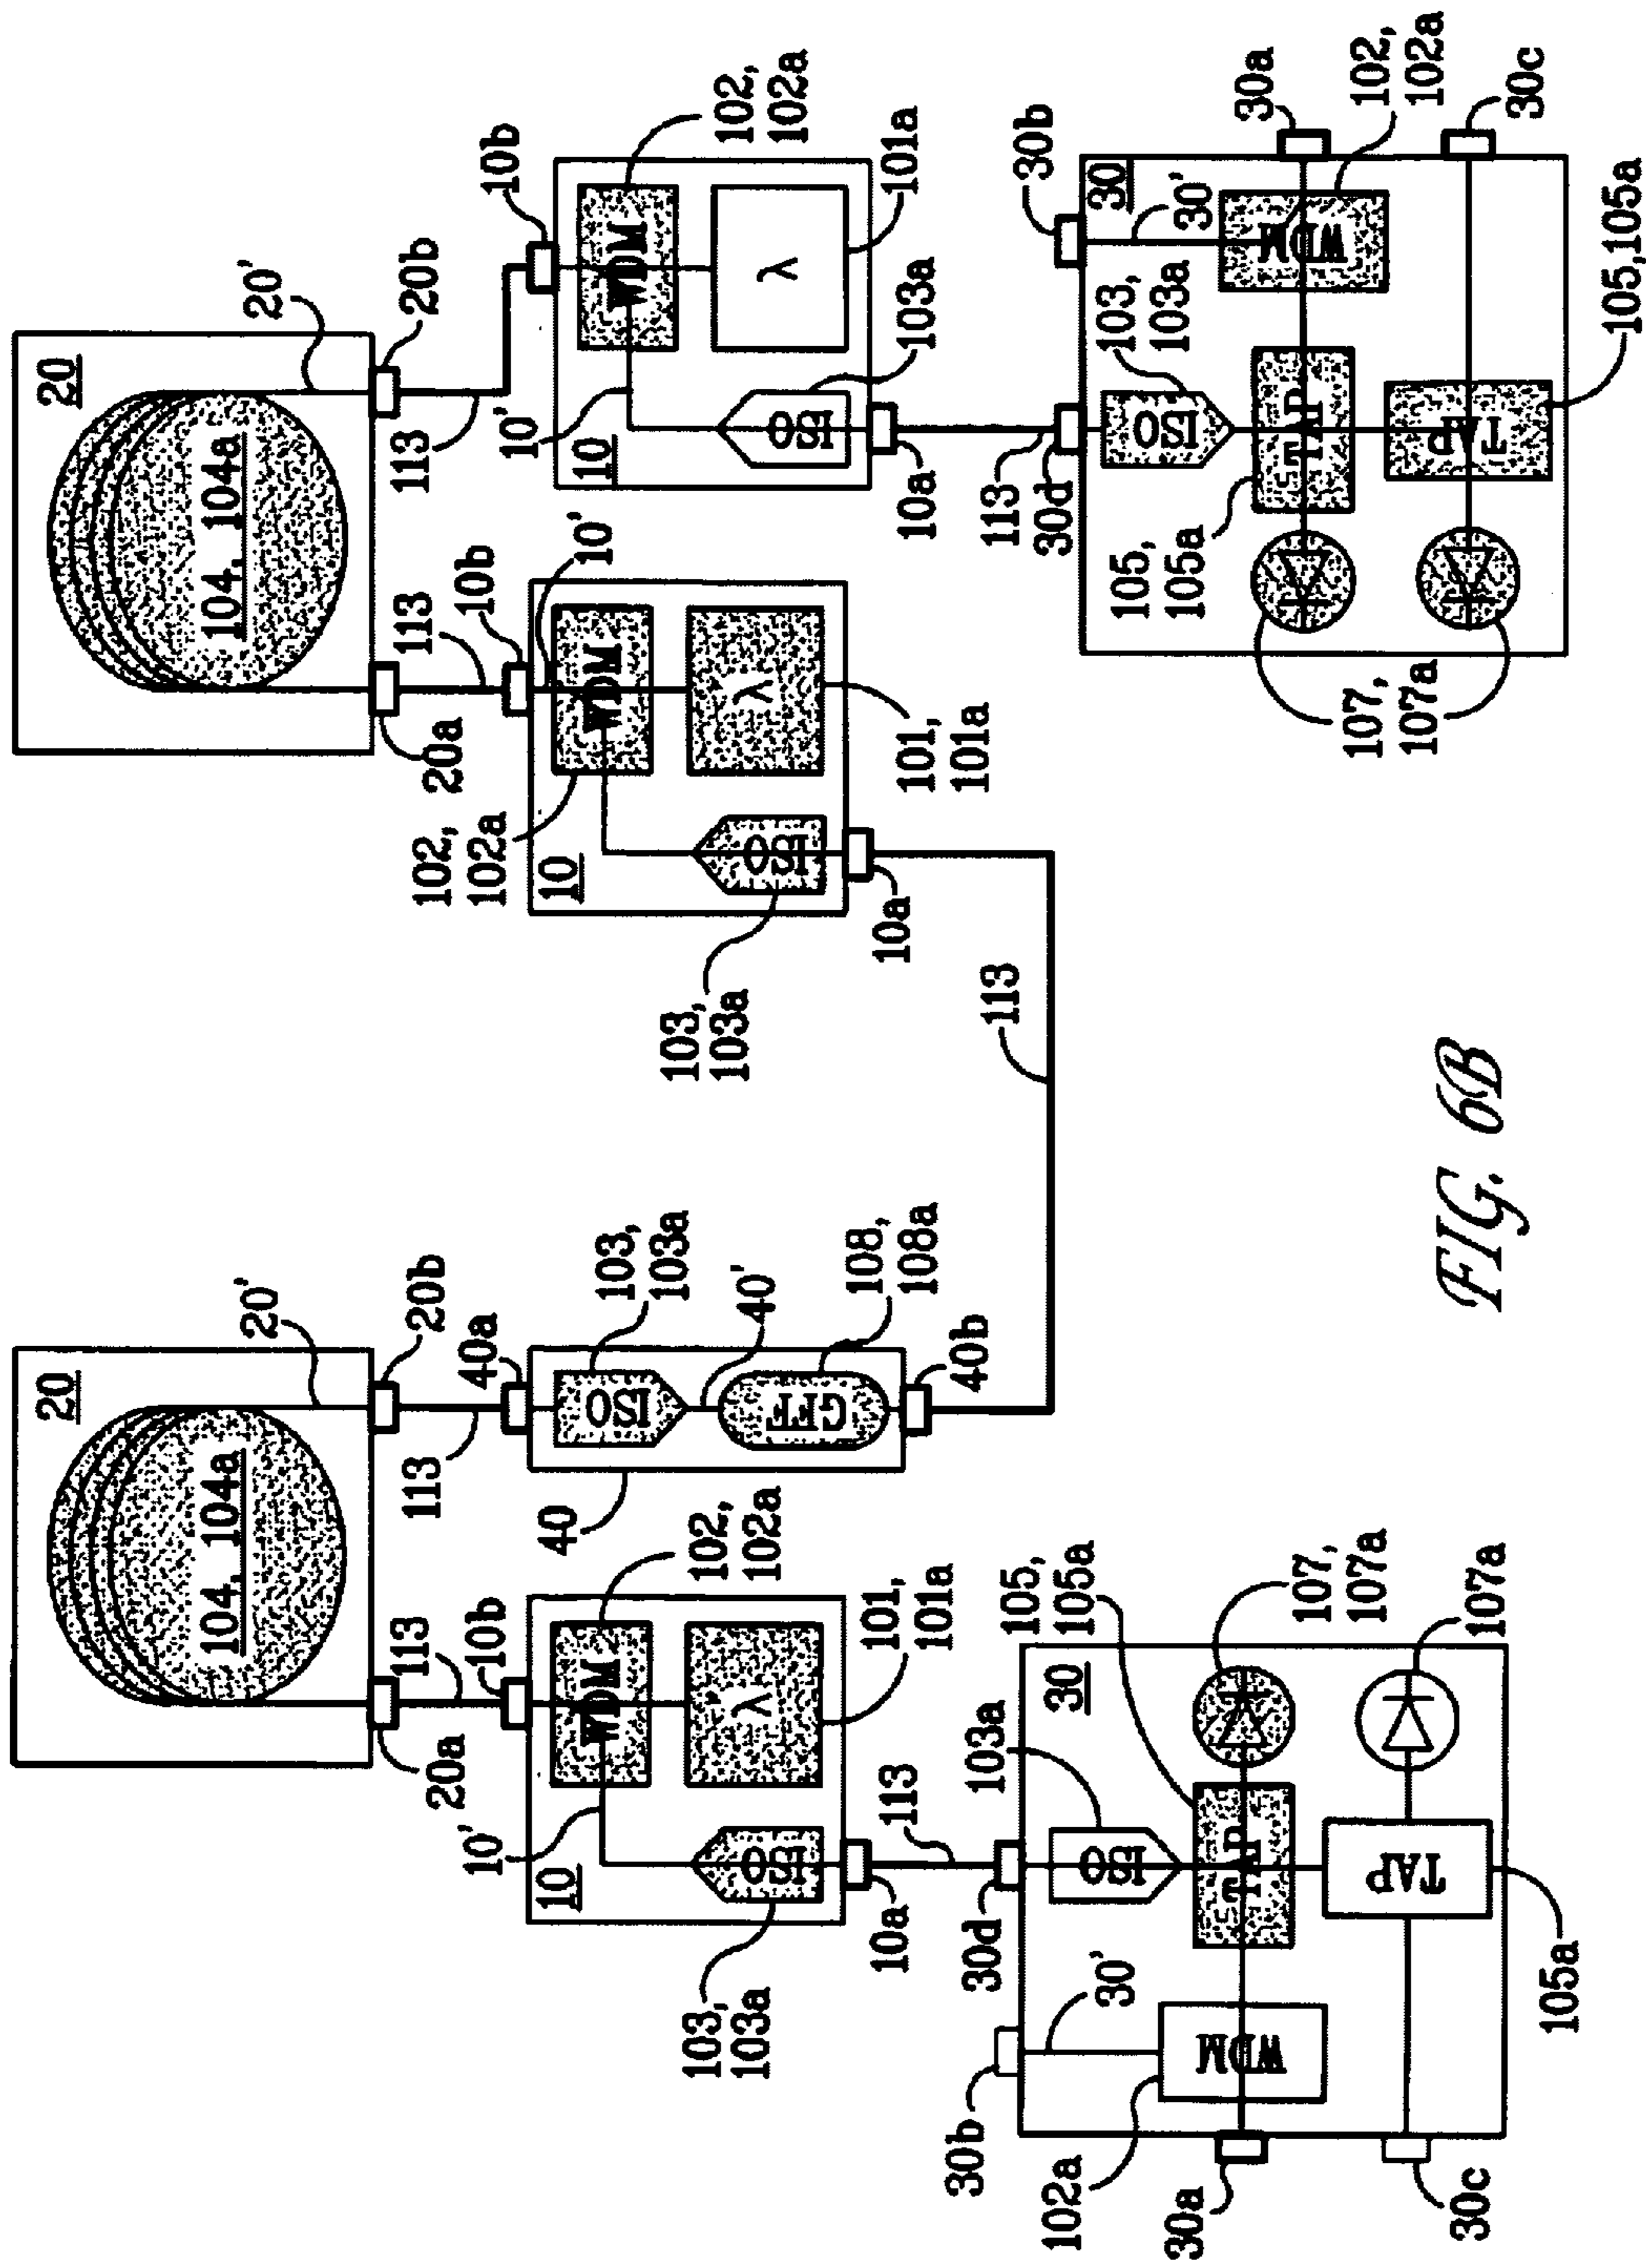 20
104, 104a
20'
20a
20b
113
113
10b
40a
10'
10
WDM
102,
102a
λ
101,
101a
ISO
103,
103a
10a
40
ISO
103,
103a
40'
GFF
108,
108a
40b
113
113
30d
30b
30'
30
103a
ISO
105,
105a
TAP
107,
107a
WDM
102a
30a
TAP
105a
107a
30c
20
104, 104a
20'
20a
20b
113
113
10b
10'
WDM
102,
102a
10
λ
101,
101a
ISO
103,
103a
10a
10b
WDM
102,
102a
10'
10
λ
101a
ISO
103a
10a
113
30d
30b
30
30'
ISO
103,
103a
105,
105a
TAP
WDM
102,
102a
30a
30c
TAP
105,105a
107,
107a
FIG. 6B